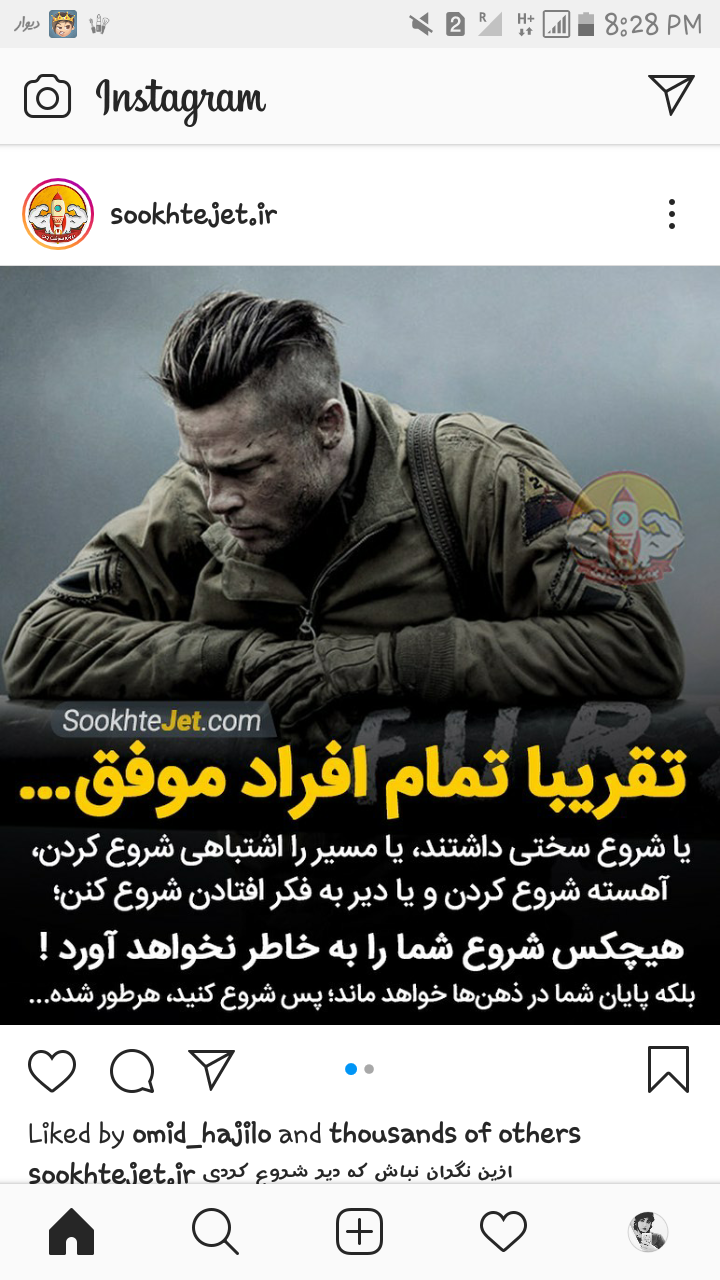 دیوار
2
R
H+
8:28 PM
Instagram
sookhtejet.ir
2
SookhteJet.com
FURY
تقریبا تمام افراد موفق...
یا شروع سختی داشتند، یا مسیر را اشتباهی شروع کردن،
آهسته شروع کردن و یا دیر به فکر افتادن شروع کنن؛
هیچکس شروع شما را به خاطر نخواهد آورد !
بلکه پایان شما در ذهن‌ها خواهد ماند؛ پس شروع کنید، هرطور شده...
Liked by omid_hajilo and thousands of others
sookhtejet.ir ازین نگران نباش که دیر شروع کردی